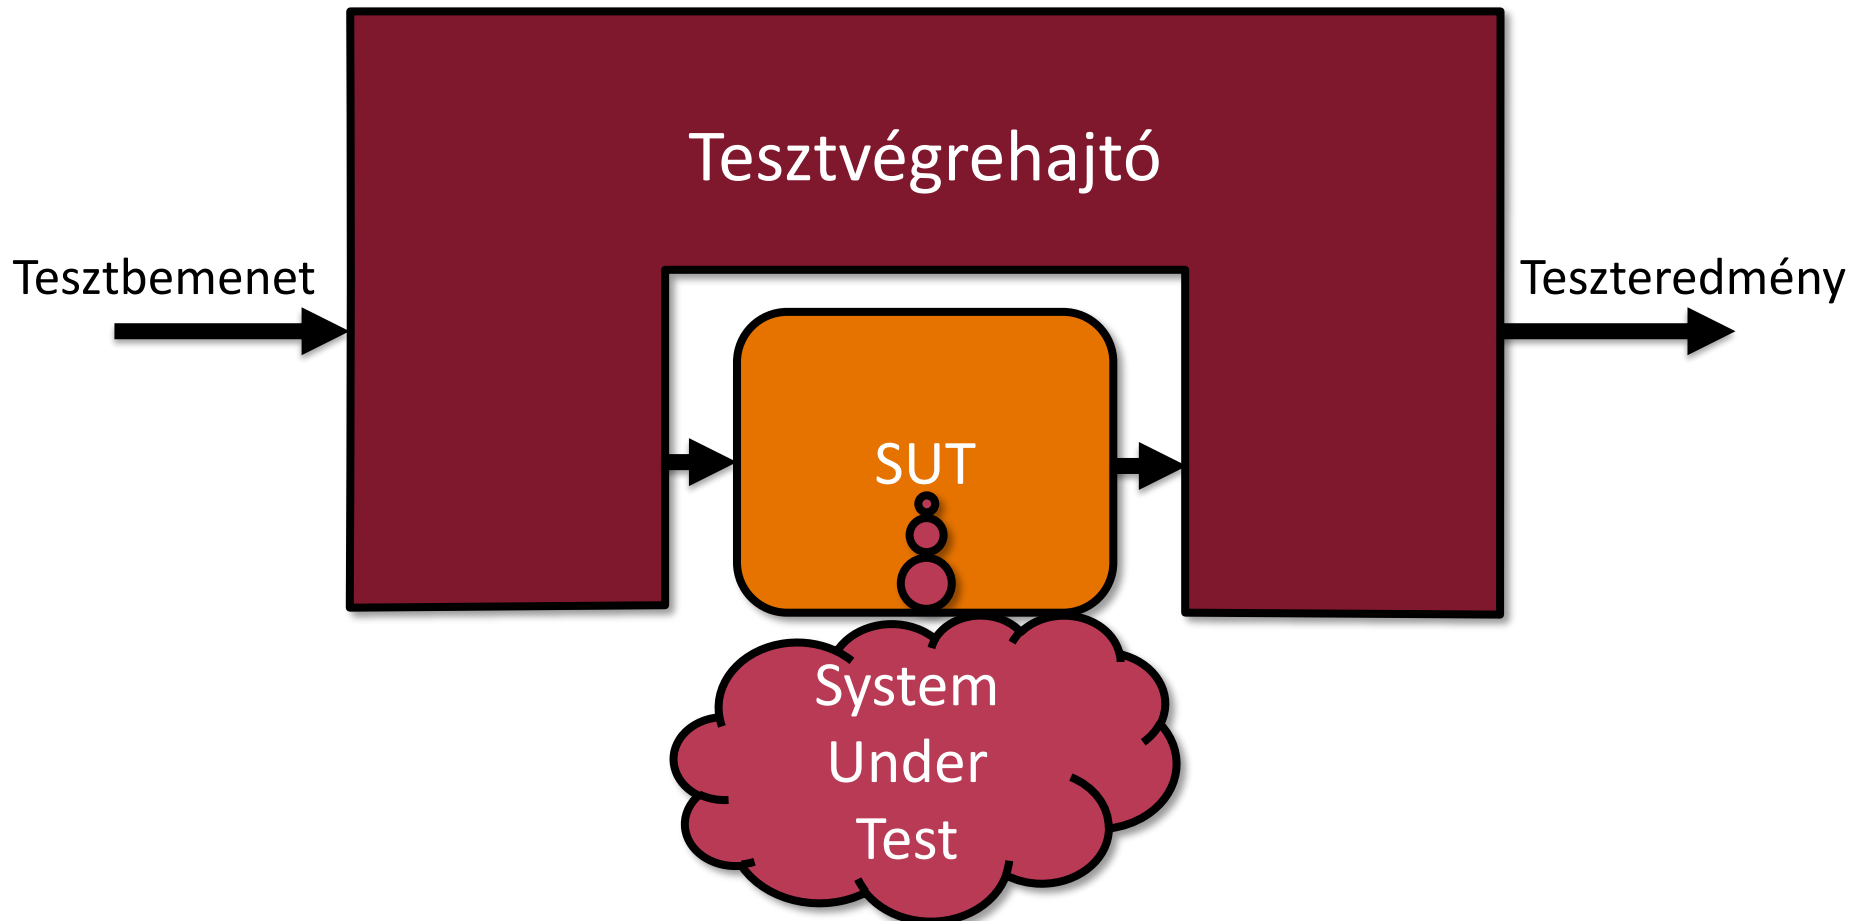 Tesztvégrehajtó
Tesztbemenet
Teszteredmény
SUT
System
Under
Test